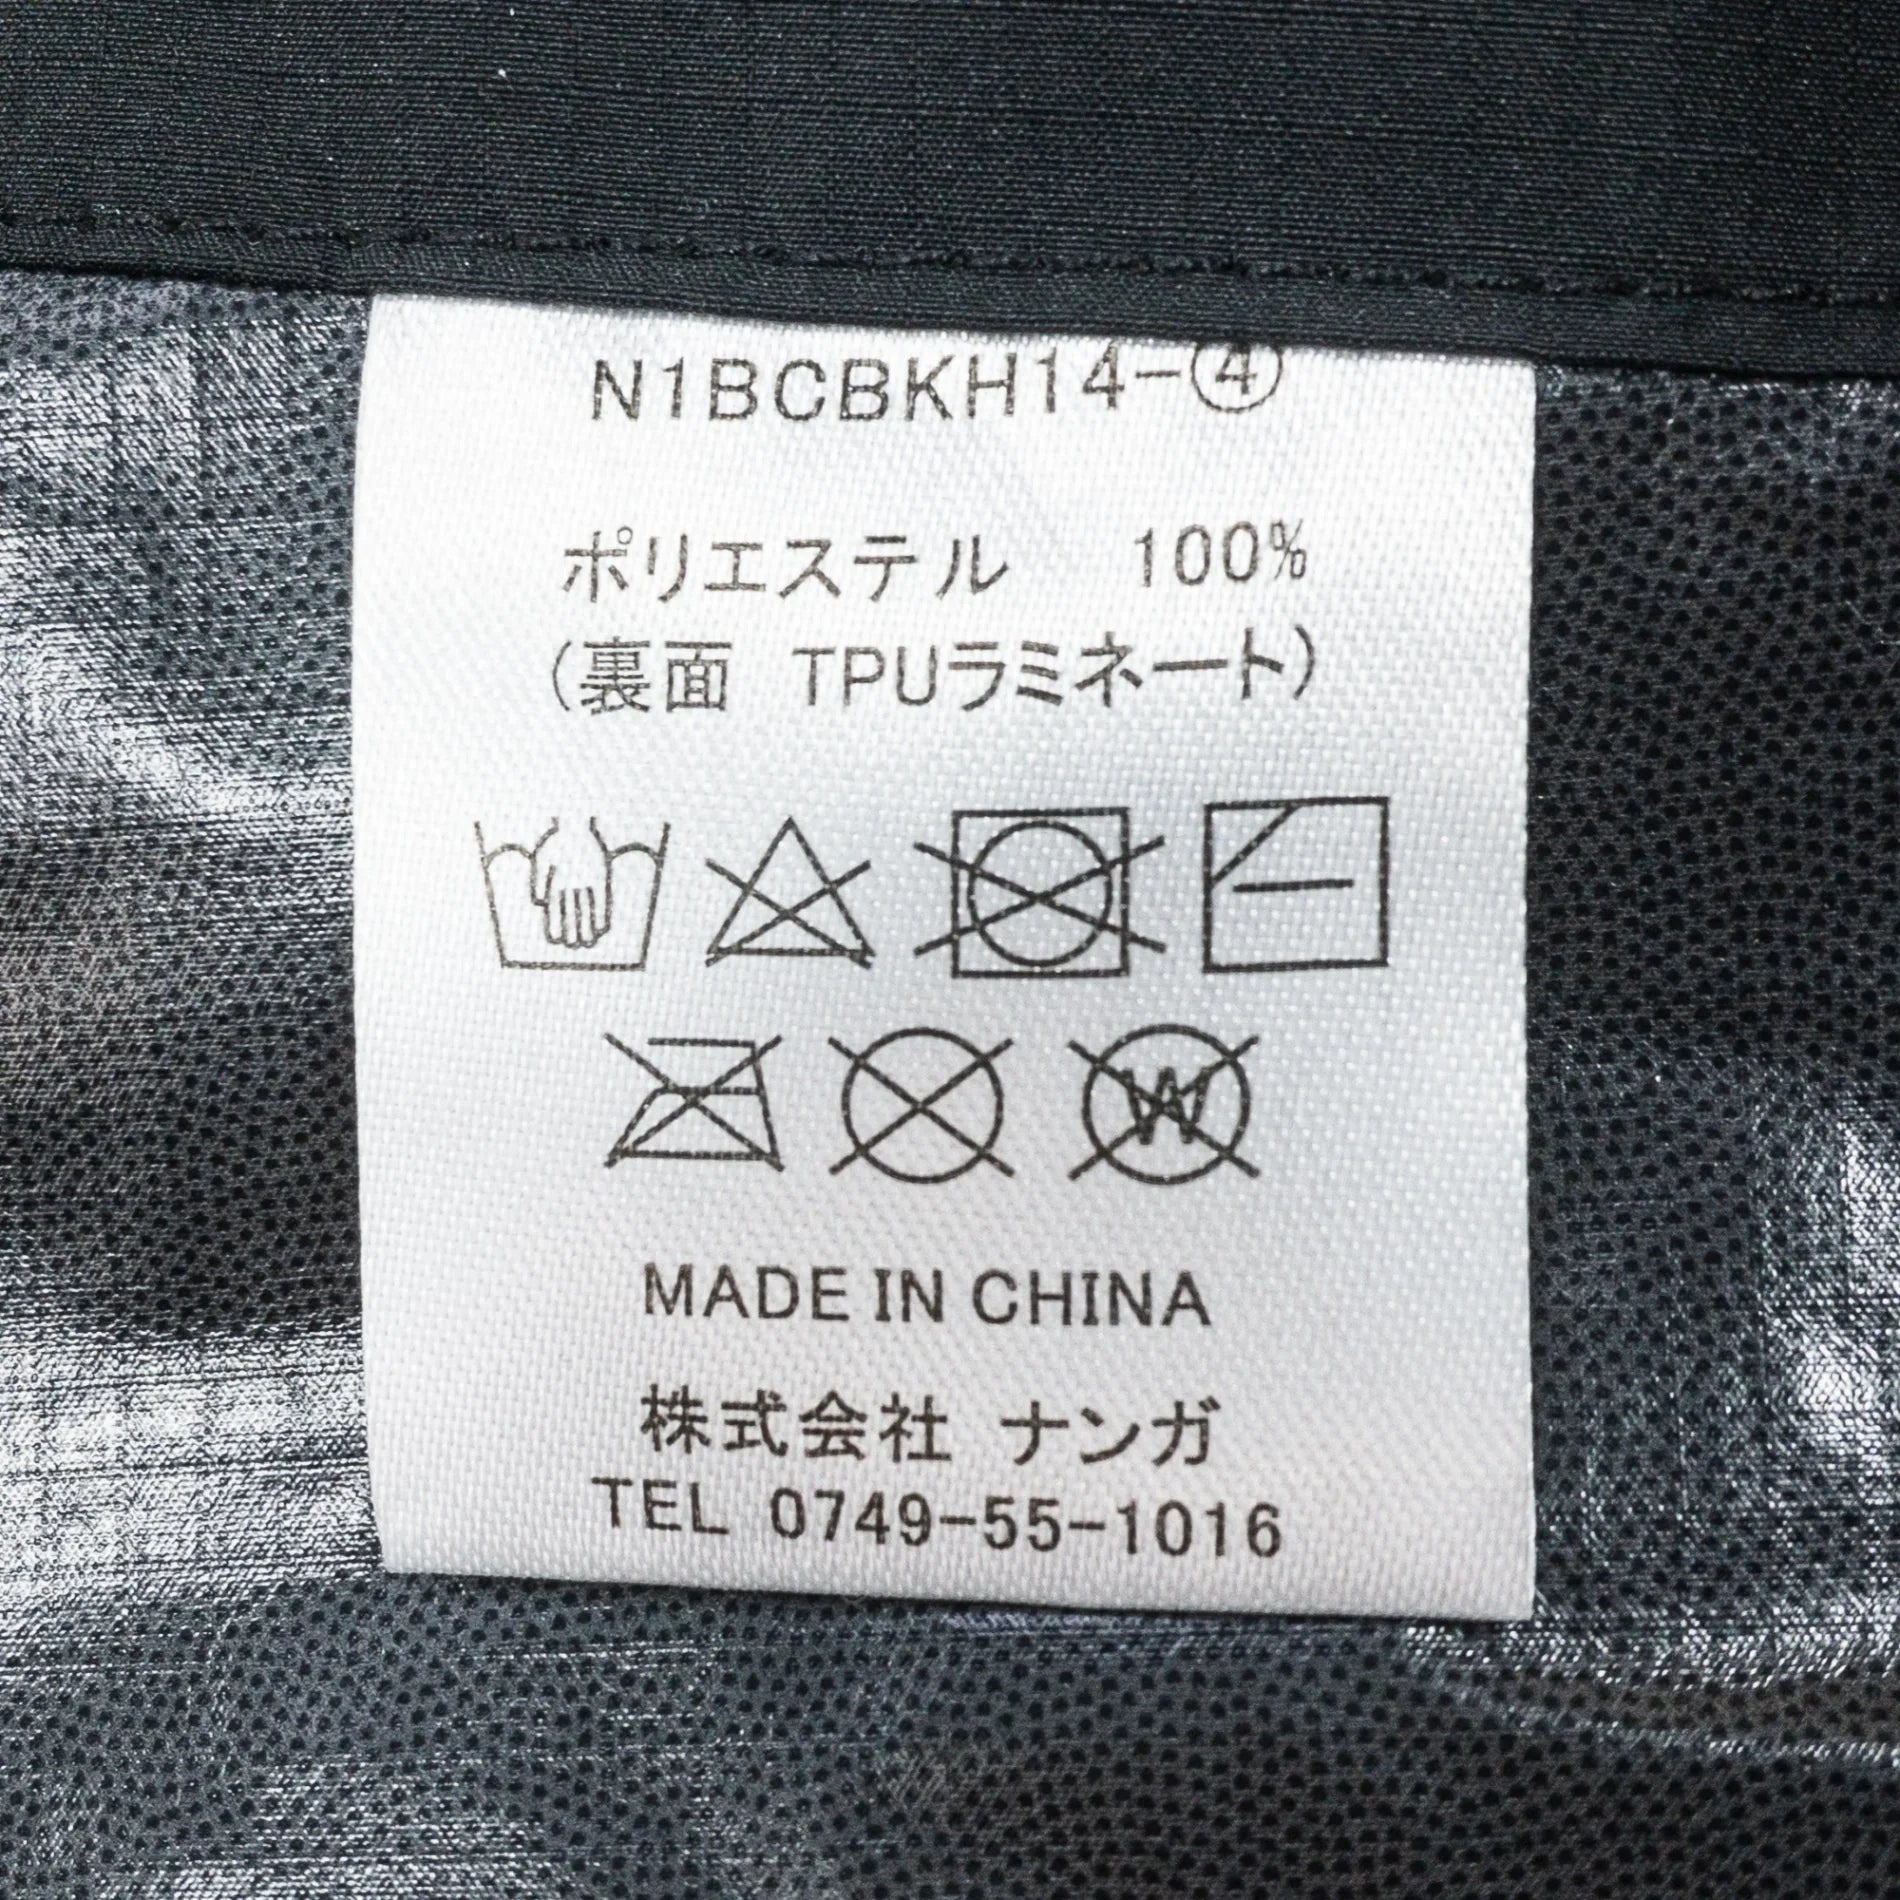 N1BCBKH14-④
ポリエステル 100%
(裏面 TPUラミネート)
W
MADE IN CHINA
株式会社 ナンガ
TEL 0749-55-1016